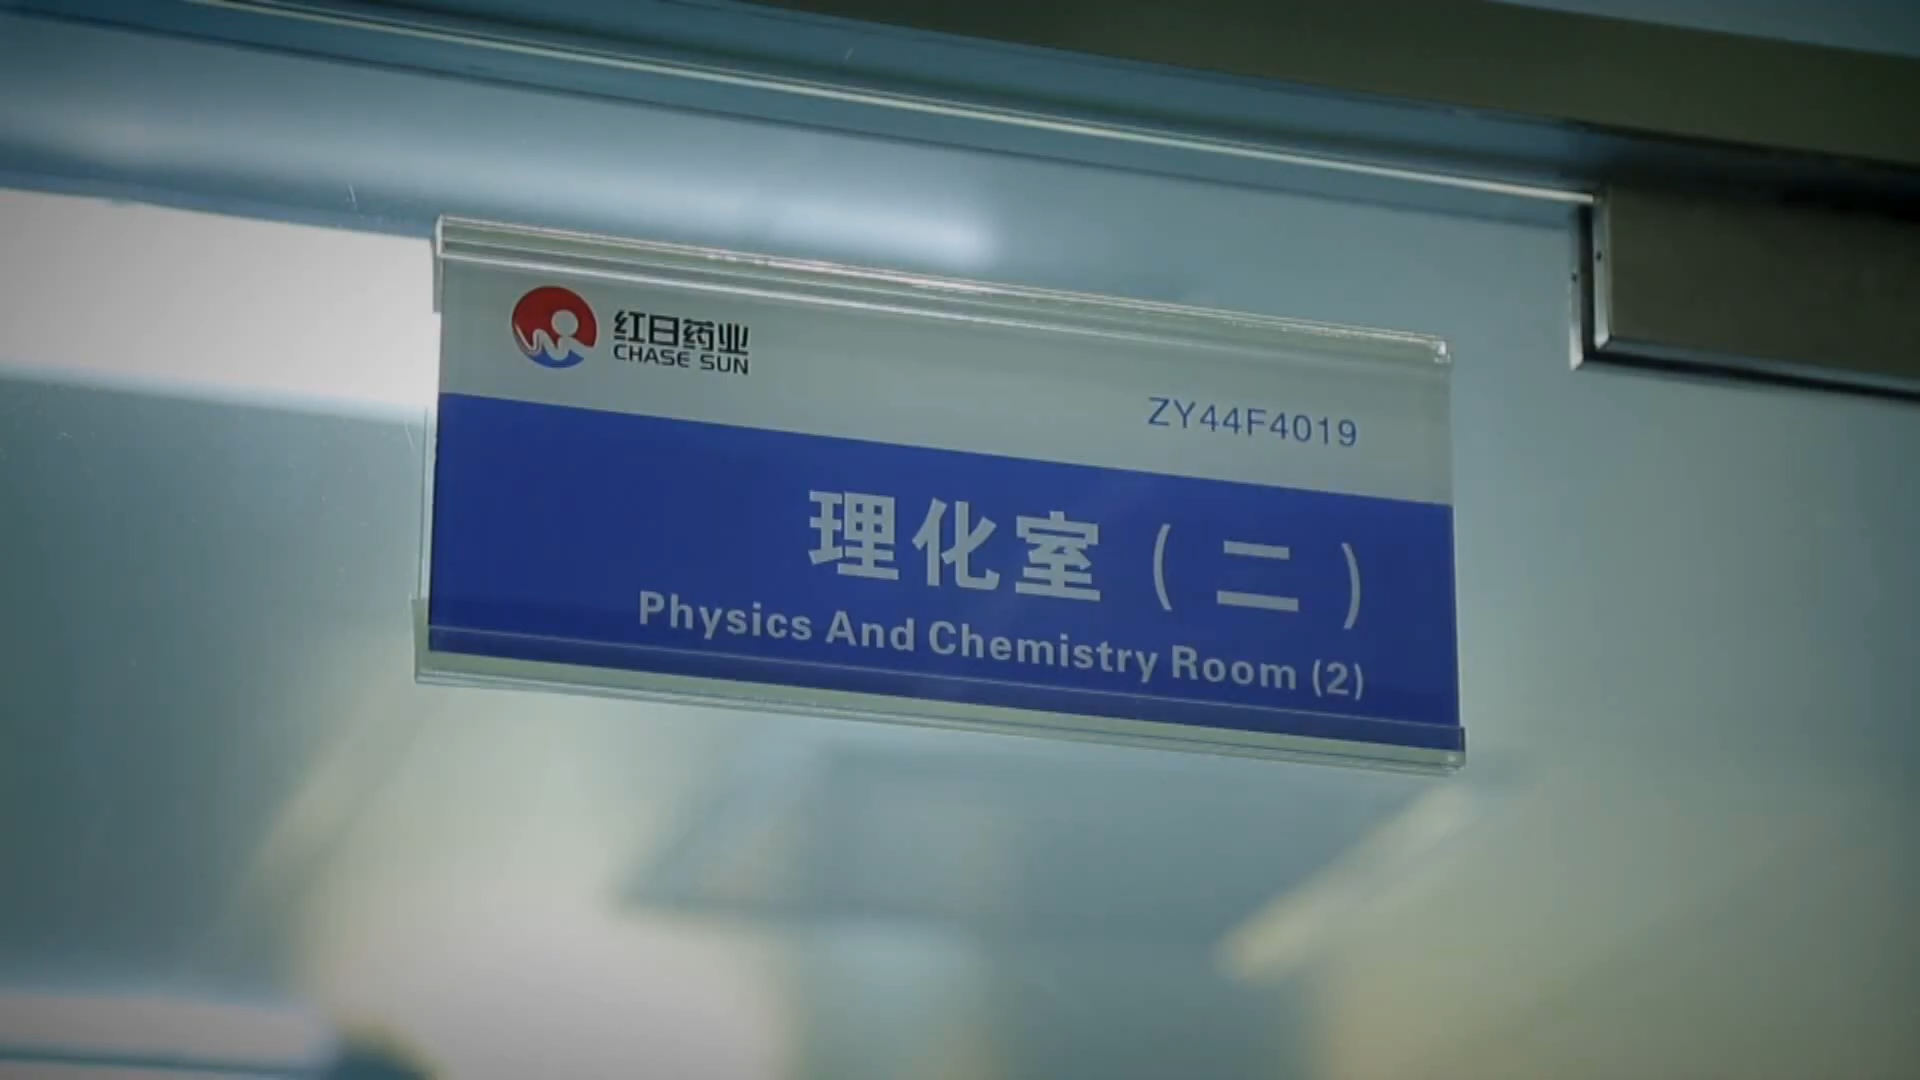 红日药业
CHASE SUN
ZY44F4019
理化室（二）
Physics And Chemistry Room (2)